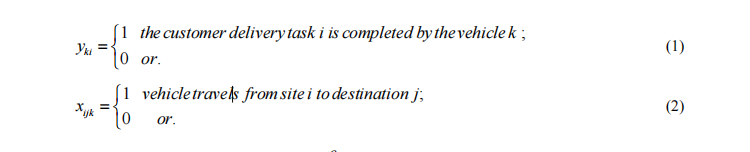 y_ki = { 1 the customer delivery task i is completed by the vehicle k ; (1)
0 or.
x_ijk = { 1 vehicle travels from site i to destination j; (2)
0 or.